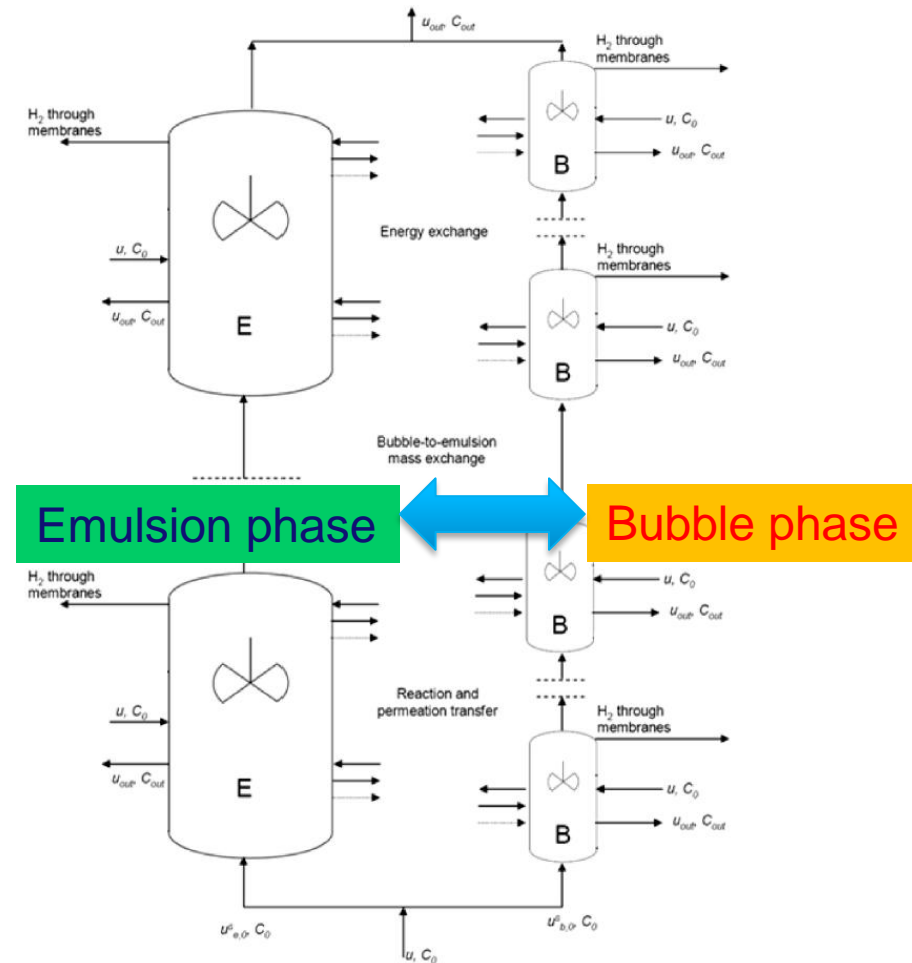 u_out, C_out
H₂ through
membranes
u, C₀
u_out, C_out
B
H₂ through
membranes
u, C₀
u_out, C_out
E
Energy exchange
H₂ through
membranes
u, C₀
u_out, C_out
B
Bubble-to-emulsion
mass exchange
Emulsion phase
Bubble phase
u, C₀
u_out, C_out
B
H₂ through
membranes
u, C₀
u_out, C_out
E
Reaction and
permeation transfer
H₂ through
membranes
u, C₀
u_out, C_out
B
uˢ_e,0, C₀
uˢ_b,0, C₀
u, C₀